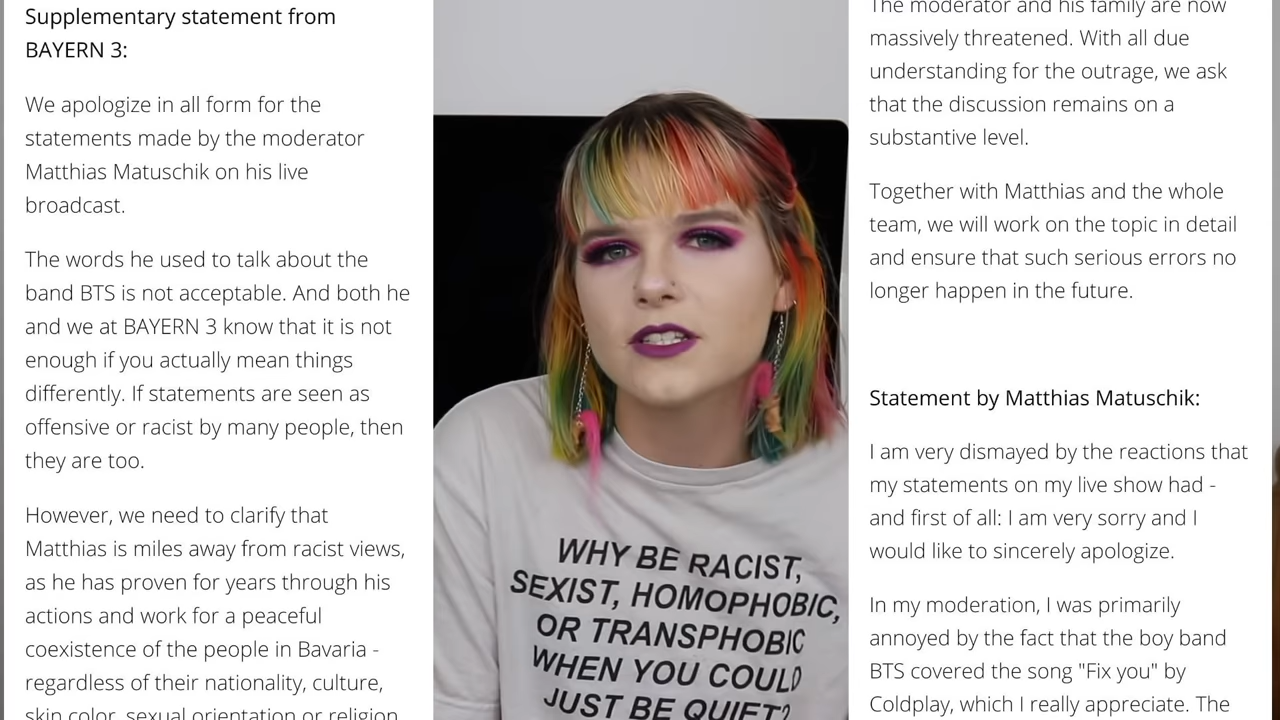 Supplementary statement from
BAYERN 3:
We apologize in all form for the
statements made by the moderator
Matthias Matuschik on his live
broadcast.
The words he used to talk about the
band BTS is not acceptable. And both he
and we at BAYERN 3 know that it is not
enough if you actually mean things
differently. If statements are seen as
offensive or racist by many people, then
they are too.
However, we need to clarify that
Matthias is miles away from racist views,
as he has proven for years through his
actions and work for a peaceful
coexistence of the people in Bavaria -
regardless of their nationality, culture,
skin color, sexual orientation or religion
WHY BE RACIST,
SEXIST, HOMOPHOBIC,
OR TRANSPHOBIC
WHEN YOU COULD
JUST BE QUIET?
The moderator and his family are now
massively threatened. With all due
understanding for the outrage, we ask
that the discussion remains on a
substantive level.
Together with Matthias and the whole
team, we will work on the topic in detail
and ensure that such serious errors no
longer happen in the future.
Statement by Matthias Matuschik:
I am very dismayed by the reactions that
my statements on my live show had -
and first of all: I am very sorry and I
would like to sincerely apologize.
In my moderation, I was primarily
annoyed by the fact that the boy band
BTS covered the song "Fix you" by
Coldplay, which I really appreciate. The